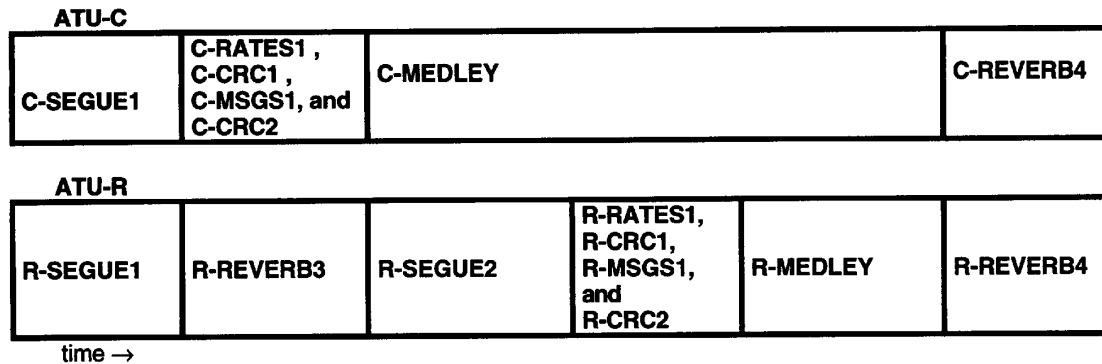 ATU-C
C-SEGUE1
C-RATES1 ,
C-CRC1 ,
C-MSGS1, and
C-CRC2
C-MEDLEY
C-REVERB4
ATU-R
R-SEGUE1
R-REVERB3
R-SEGUE2
R-RATES1,
R-CRC1,
R-MSGS1,
and
R-CRC2
R-MEDLEY
R-REVERB4
time →